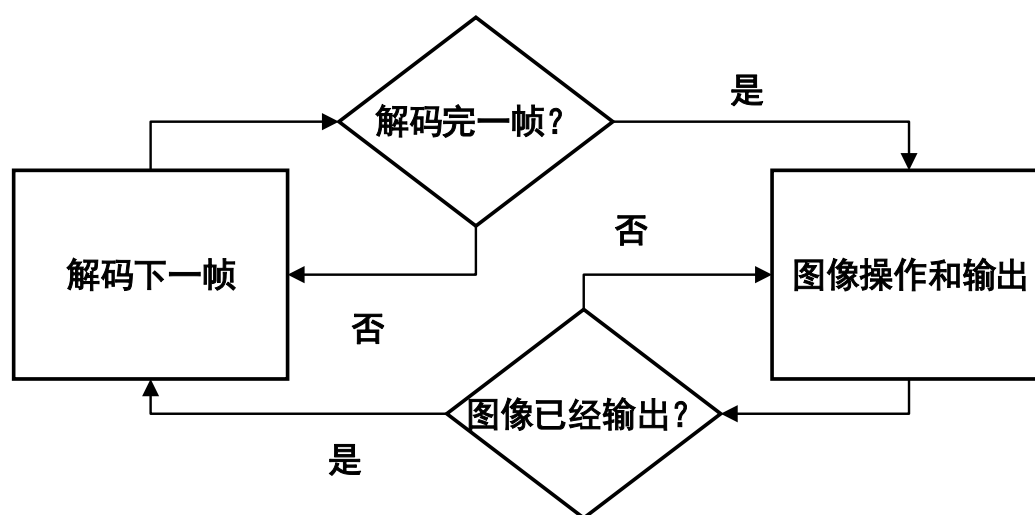 解码完一帧?
是
解码下一帧
否
图像操作和输出
否
图像已经输出?
是